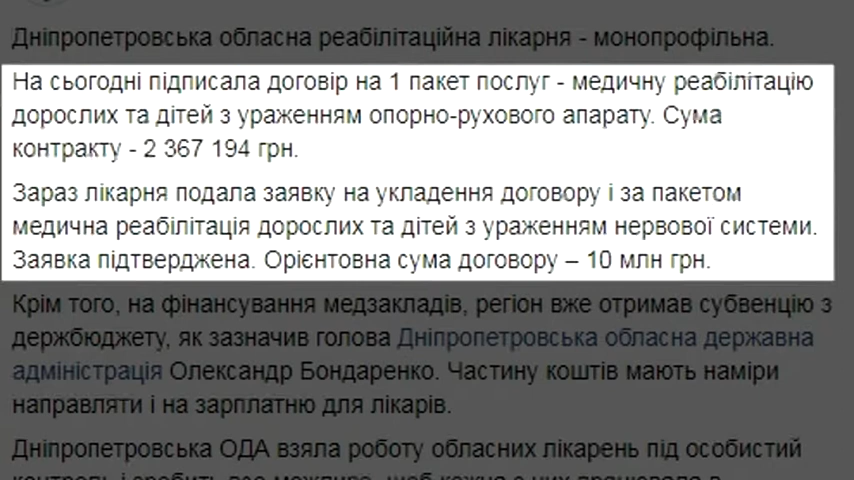 Дніпропетровська обласна реабілітаційна лікарня - монопрофільна.
На сьогодні підписала договір на 1 пакет послуг - медичну реабілітацію
дорослих та дітей з ураженням опорно-рухового апарату. Сума
контракту - 2 367 194 грн.
Зараз лікарня подала заявку на укладення договору і за пакетом
медична реабілітація дорослих та дітей з ураженням нервової системи.
Заявка підтверджена. Орієнтовна сума договору – 10 млн грн.
Крім того, на фінансування медзакладів, регіон вже отримав субвенцію з
держбюджету, як зазначив голова Дніпропетровська обласна державна
адміністрація Олександр Бондаренко. Частину коштів мають наміри
направляти і на зарплатню для лікарів.
Дніпропетровська ОДА взяла роботу обласних лікарень під особистий